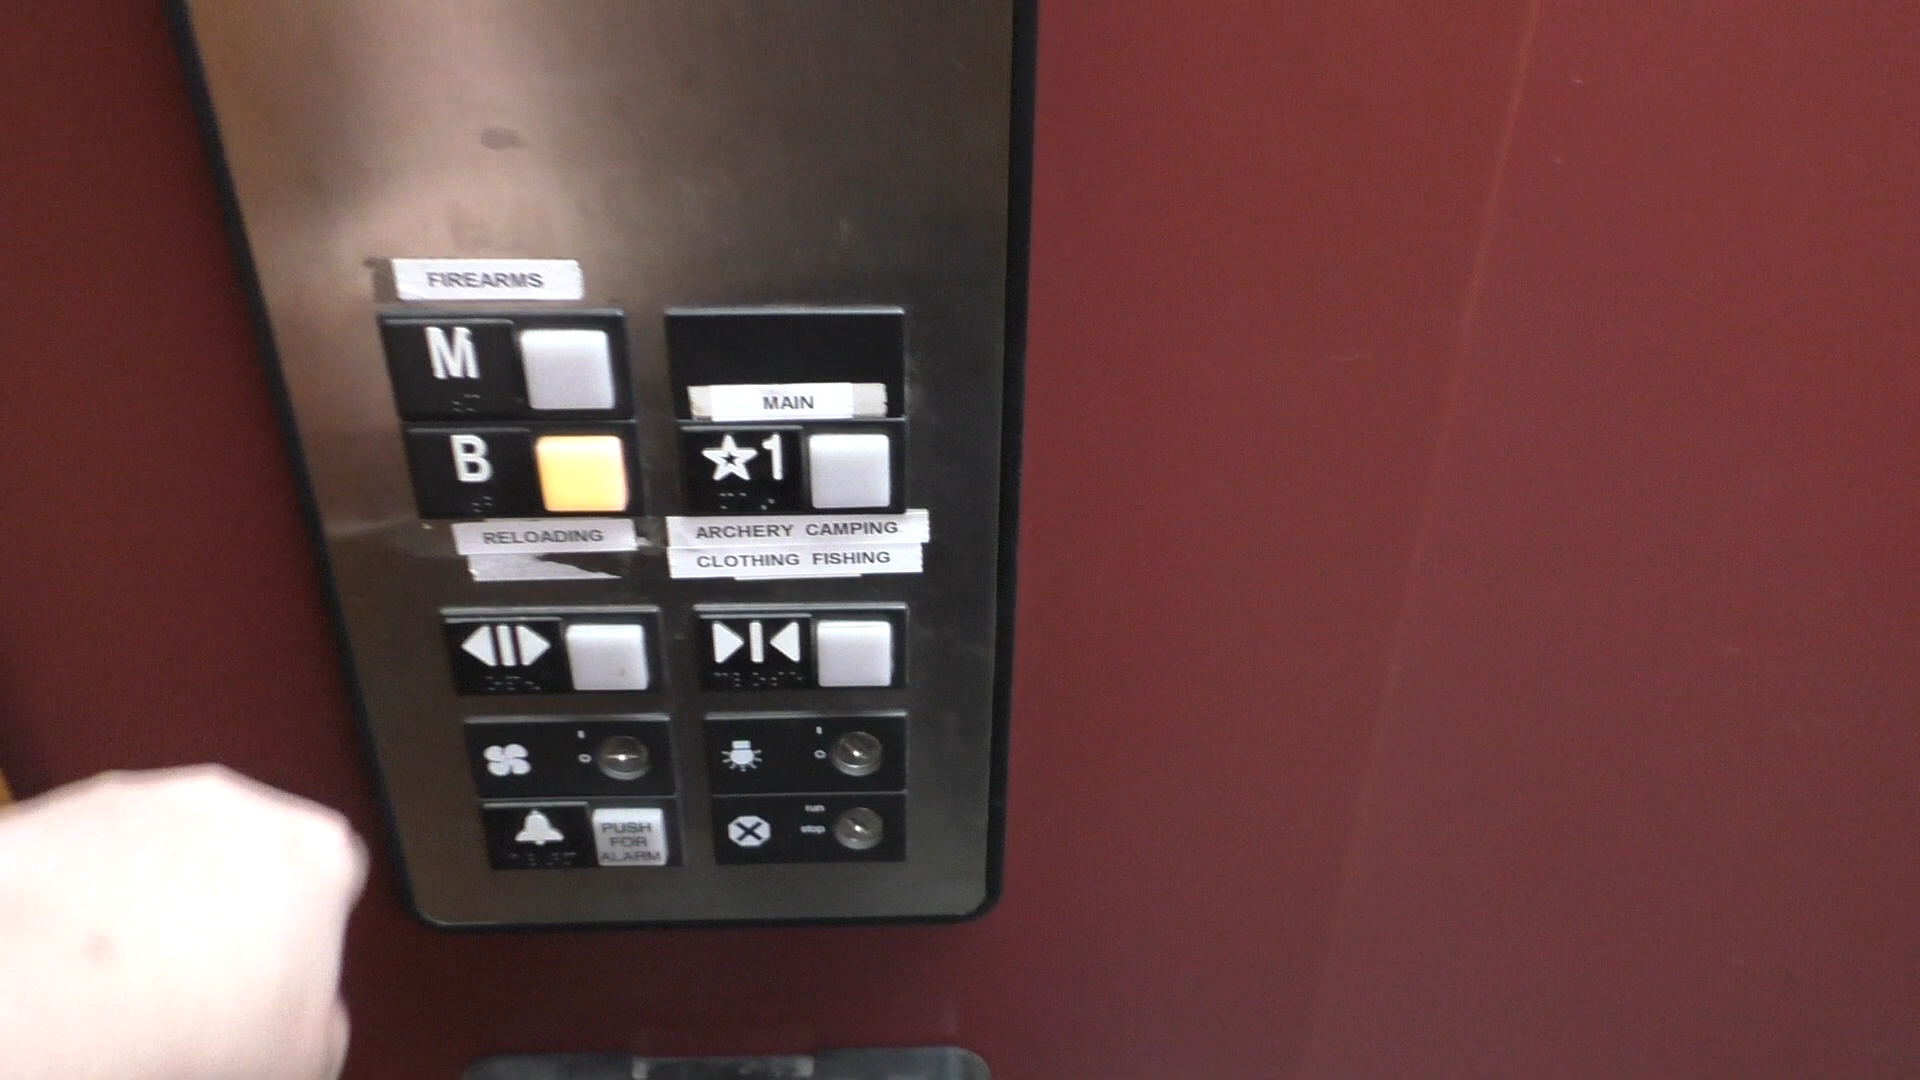 FIREARMS
M
MAIN
B
★1
RELOADING
ARCHERY CAMPING
CLOTHING FISHING
run
stop
PUSH
FOR
ALARM